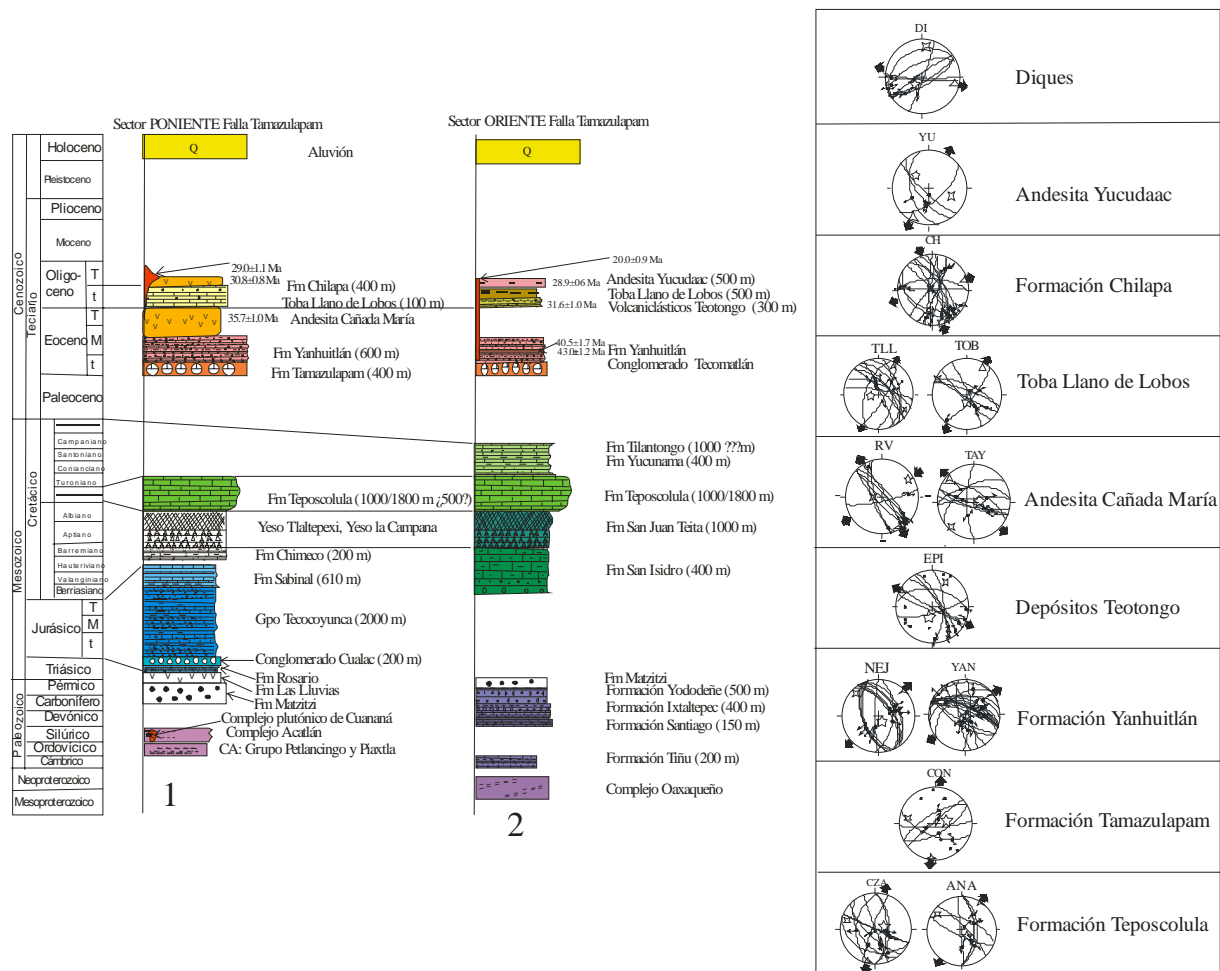 Sector PONIENTE Falla Tamazulapam
Sector ORIENTE Falla Tamazulapam
Cenozoico
Teciario
Mesozoico
Cretácico
Paleozoico
Holoceno
Pleistoceno
Plioceno
Mioceno
Oligo-
ceno
T
t
Eoceno
T
M
t
Paleoceno
Campaniano
Santoniano
Conianciano
Turoniano
Albiano
Aptiano
Barremiano
Hauteriviano
Valanginiano
Berriasiano
Jurásico
T
M
t
Triásico
Pérmico
Carbonífero
Devónico
Silúrico
Ordovícico
Cámbrico
Neoproterozoico
Mesoproterozoico
Q
Aluvión
29.0±1.1 Ma
30.8±0.8 Ma
Fm Chilapa (400 m)
Toba Llano de Lobos (100 m)
35.7±1.0 Ma
Andesita Cañada María
Fm Yanhuitlán (600 m)
Fm Tamazulapam (400 m)
Fm Teposcolula (1000/1800 m ¿500?)
Yeso Tlaltepexi, Yeso la Campana
Fm Chimeco (200 m)
Fm Sabinal (610 m)
Gpo Tecocoyunca (2000 m)
Conglomerado Cualac (200 m)
Fm Rosario
Fm Las Lluvias
Fm Matzitzi
Complejo plutónico de Cuananá
Complejo Acatlán
CA: Grupo Petlancingo y Piaxtla
1
Q
20.0±0.9 Ma
28.9±06 Ma
Andesita Yucudaac (500 m)
Toba Llano de Lobos (500 m)
31.6±1.0 Ma
Volcaniclásticos Teotongo (300 m)
40.5±1.7 Ma
43.0±1.2 Ma
Fm Yanhuitlán
Conglomerado Tecomatlán
Fm Tilantongo (1000 ???m)
Fm Yucunama (400 m)
Fm Teposcolula (1000/1800 m)
Fm San Juan Teita (1000 m)
Fm San Isidro (400 m)
Fm Matzitzi
Formación Yododeñe (500 m)
Formación Ixtaltepec (400 m)
Formación Santiago (150 m)
Formación Tiñu (200 m)
Complejo Oaxaqueño
2
DI
Diques
YU
Andesita Yucudaac
CH
Formación Chilapa
TLL
TOB
Toba Llano de Lobos
RV
TAY
Andesita Cañada María
EPI
Depósitos Teotongo
NEJ
YAN
Formación Yanhuitlán
CON
Formación Tamazulapam
CZA
ANA
Formación Teposcolula